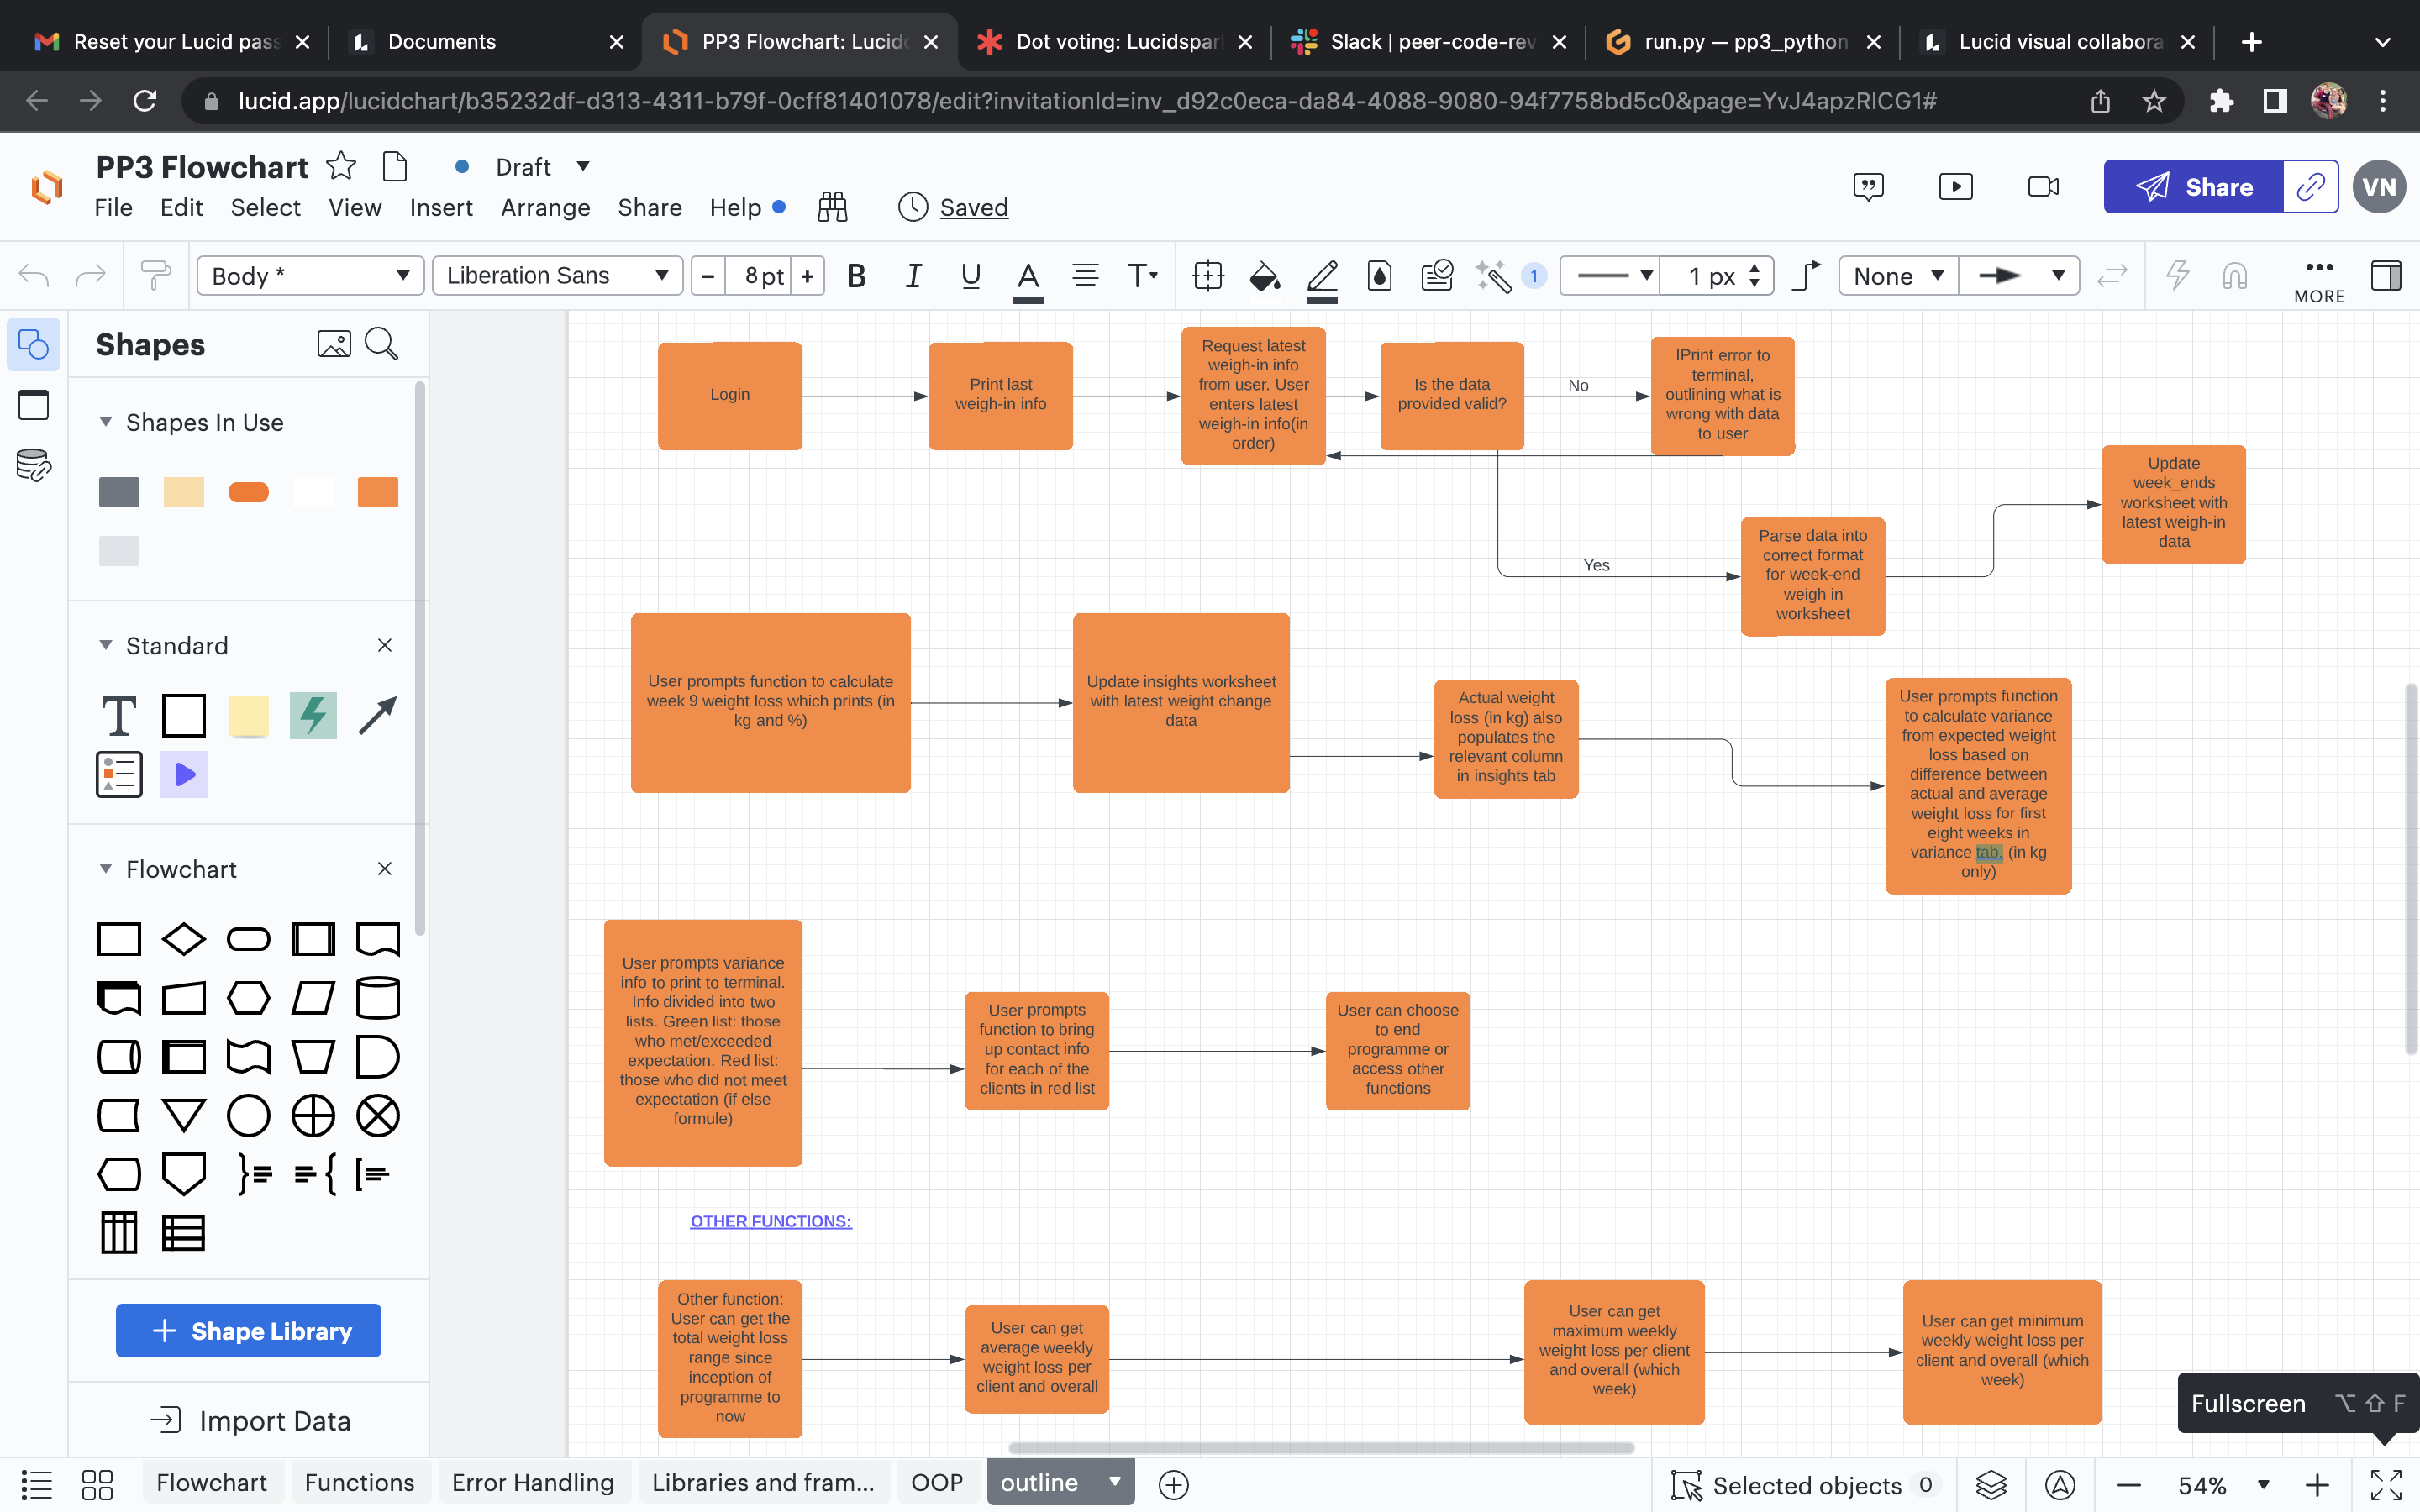 Reset your Lucid pass
Documents
PP3 Flowchart: Lucidc
Dot voting: Lucidspar
Slack | peer-code-rev
run.py — pp3_python
Lucid visual collabora
lucid.app/lucidchart/b35232df-d313-4311-b79f-0cff81401078/edit?invitationId=inv_d92c0eca-da84-4088-9080-94f7758bd5c0&page=YvJ4apzRlCG1#
PP3 Flowchart
Draft
File Edit Select View Insert Arrange Share Help
Saved
Share
VN
Body *
Liberation Sans
− 8 pt +
B I U A T
1
1 px
None
MORE
Shapes
Shapes In Use
Standard
T
Flowchart
+ Shape Library
Import Data
Login
Print last
weigh-in info
Request latest
weigh-in info
from user. User
enters latest
weigh-in info(in
order)
Is the data
provided valid?
No
IPrint error to
terminal,
outlining what is
wrong with data
to user
Yes
Parse data into
correct format
for week-end
weigh in
worksheet
Update
week_ends
worksheet with
latest weigh-in
data
User prompts function to calculate
week 9 weight loss which prints (in
kg and %)
Update insights worksheet
with latest weight change
data
Actual weight
loss (in kg) also
populates the
relevant column
in insights tab
User prompts function
to calculate variance
from expected weight
loss based on
difference between
actual and average
weight loss for first
eight weeks in
variance tab. (in kg
only)
User prompts variance
info to print to terminal.
Info divided into two
lists. Green list: those
who met/exceeded
expectation. Red list:
those who did not meet
expectation (if else
formule)
User prompts
function to bring
up contact info
for each of the
clients in red list
User can choose
to end
programme or
access other
functions
OTHER FUNCTIONS:
Other function:
User can get the
total weight loss
range since
inception of
programme to
now
User can get
average weekly
weight loss per
client and overall
User can get
maximum weekly
weight loss per client
and overall (which
week)
User can get minimum
weekly weight loss per
client and overall (which
week)
Fullscreen ⌥⇧F
Flowchart
Functions
Error Handling
Libraries and fram...
OOP
outline
Selected objects 0
54%